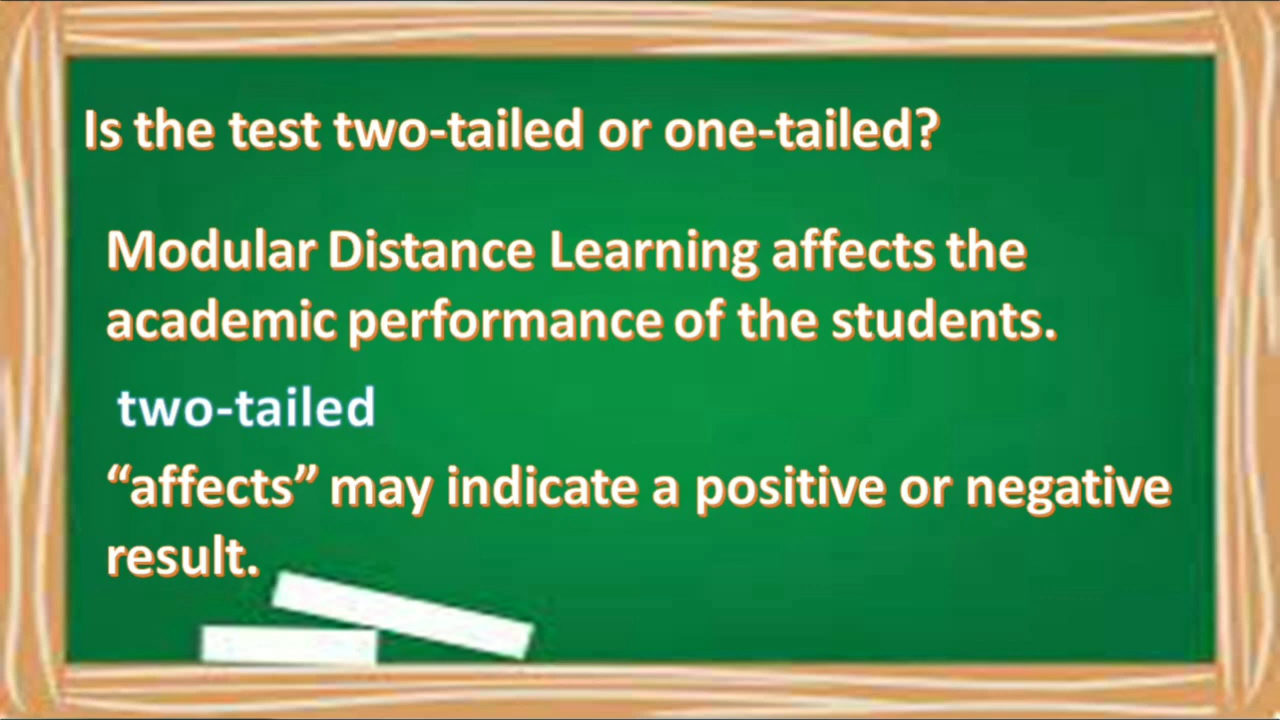 Is the test two-tailed or one-tailed?
Modular Distance Learning affects the
academic performance of the students.
two-tailed
“affects” may indicate a positive or negative
result.